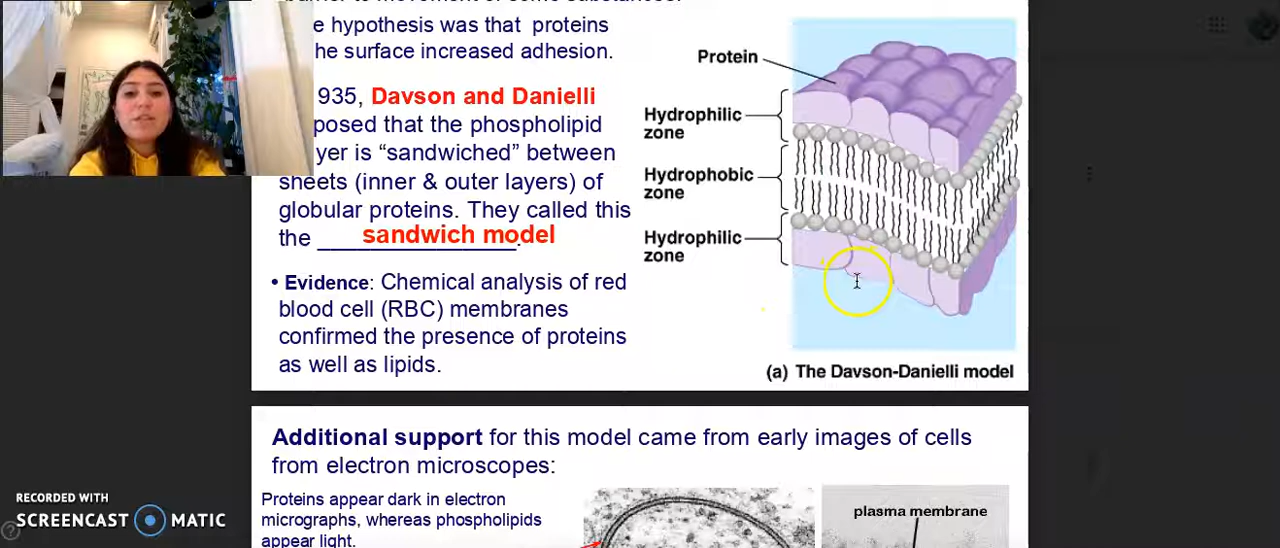 e hypothesis was that proteins
he surface increased adhesion.
935, Davson and Danielli
posed that the phospholipid
yer is “sandwiched” between
sheets (inner & outer layers) of
globular proteins. They called this
the ________________.
sandwich model
• Evidence: Chemical analysis of red
blood cell (RBC) membranes
confirmed the presence of proteins
as well as lipids.
Protein
Hydrophilic
zone
Hydrophobic
zone
Hydrophilic
zone
(a) The Davson-Danielli model
Additional support for this model came from early images of cells
from electron microscopes:
Proteins appear dark in electron
micrographs, whereas phospholipids
appear light.
plasma membrane
RECORDED WITH
SCREENCAST MATIC